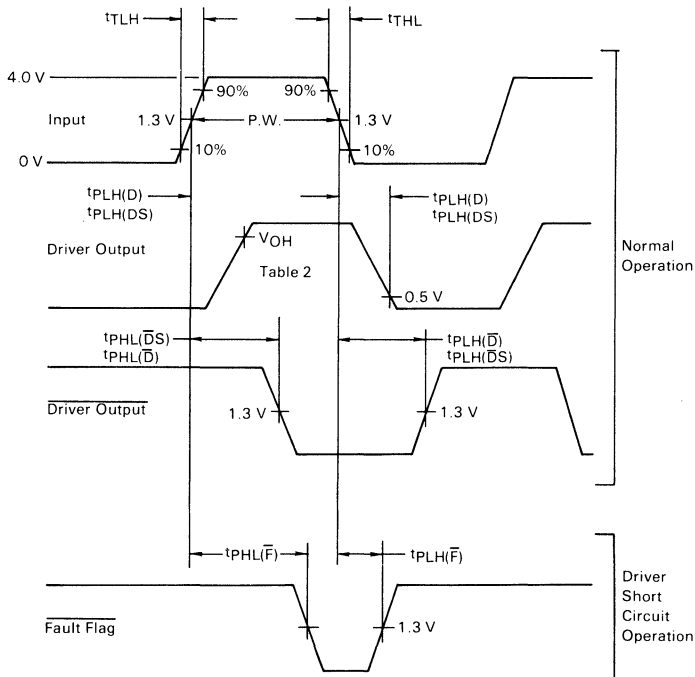 tTLH
tTHL
4.0 V
90%
90%
Input
1.3 V
P.W.
1.3 V
10%
10%
0 V
tPLH(D)
tPLH(DS)
tPLH(D)
tPLH(DS)
Driver Output
VOH
Table 2
0.5 V
Normal
Operation
tPHL(D̅S)
tPHL(D̅)
tPLH(D̅)
tPLH(D̅S)
Driver Output
1.3 V
1.3 V
tPHL(F̅)
tPLH(F̅)
Driver
Short
Circuit
Operation
Fault Flag
1.3 V